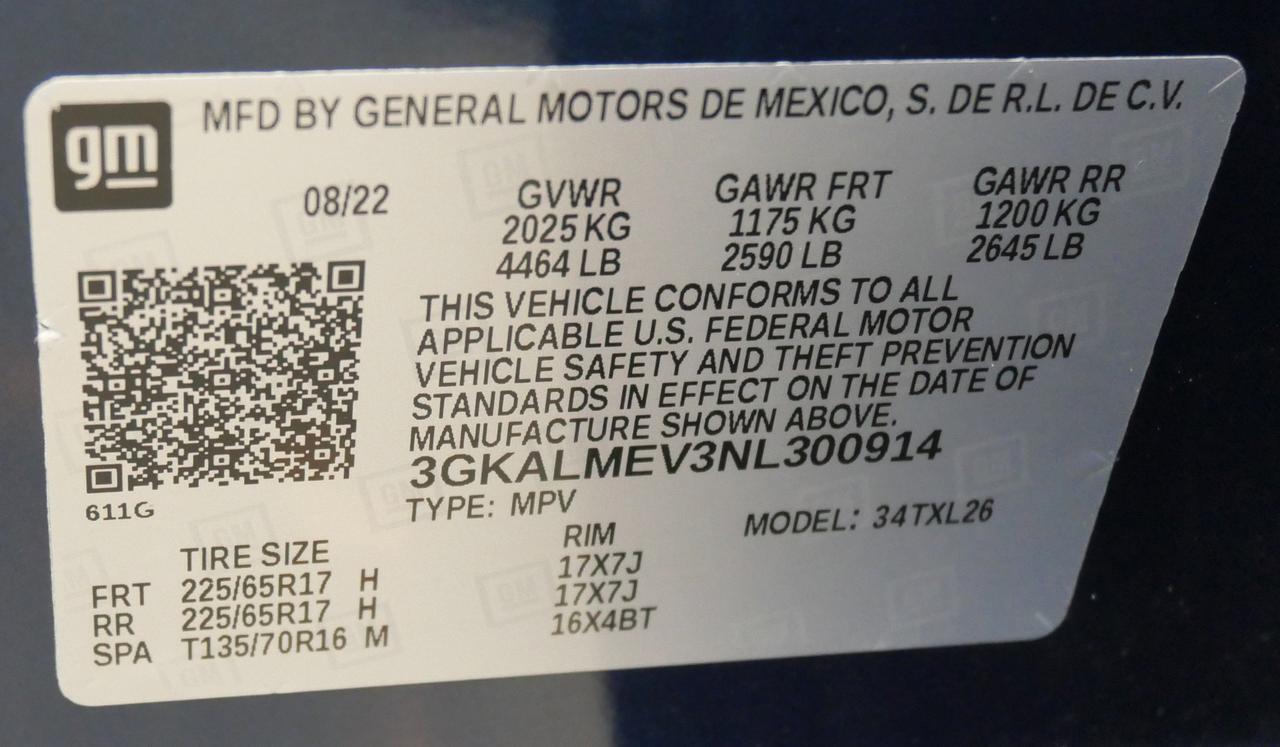 gm
MFD BY GENERAL MOTORS DE MEXICO, S. DE R.L. DE C.V.
08/22
GVWR GAWR FRT GAWR RR
2025 KG 1175 KG 1200 KG
4464 LB 2590 LB 2645 LB
THIS VEHICLE CONFORMS TO ALL
APPLICABLE U.S. FEDERAL MOTOR
VEHICLE SAFETY AND THEFT PREVENTION
STANDARDS IN EFFECT ON THE DATE OF
MANUFACTURE SHOWN ABOVE.
3GKALMEV3NL300914
611G
TYPE: MPV MODEL: 34TXL26
TIRE SIZE RIM
FRT 225/65R17 H 17X7J
RR 225/65R17 H 17X7J
SPA T135/70R16 M 16X4BT